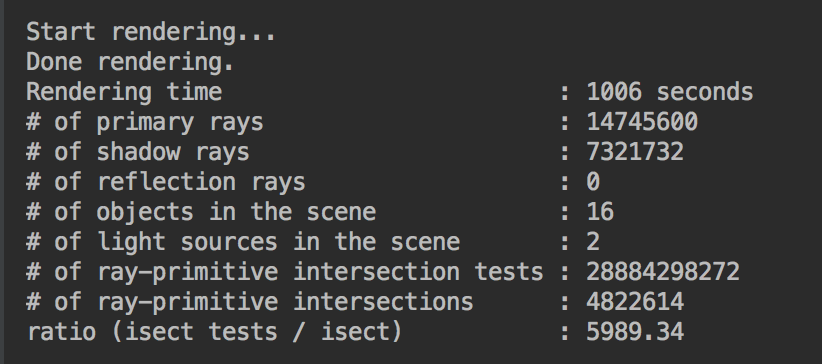 Start rendering...
Done rendering.
Rendering time : 1006 seconds
# of primary rays : 14745600
# of shadow rays : 7321732
# of reflection rays : 0
# of objects in the scene : 16
# of light sources in the scene : 2
# of ray-primitive intersection tests : 28884298272
# of ray-primitive intersections : 4822614
ratio (isect tests / isect) : 5989.34